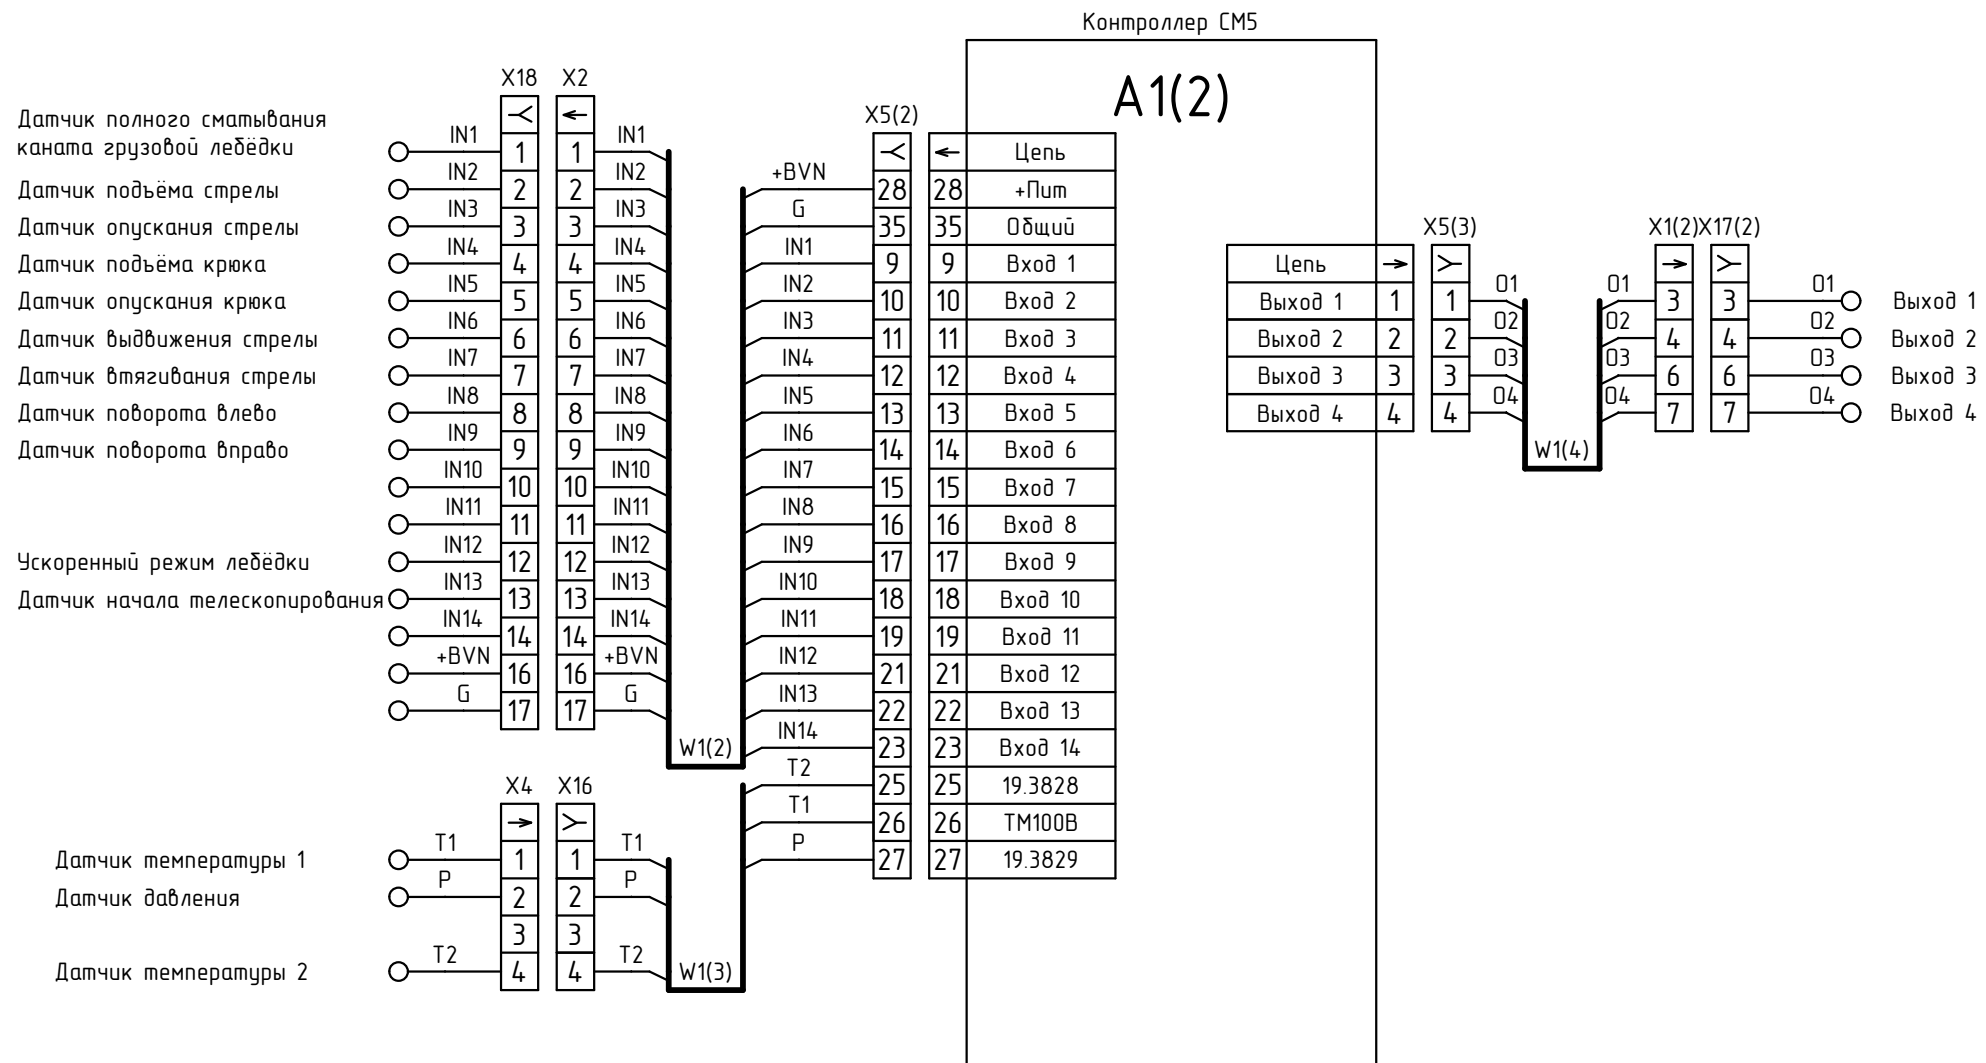 Контроллер СМ5
А1(2)
X18 X2
Датчик полного сматывания
каната грузовой лебёдки IN1 1 1 IN1
Датчик подъёма стрелы IN2 2 2 IN2
Датчик опускания стрелы IN3 3 3 IN3
Датчик подъёма крюка IN4 4 4 IN4
Датчик опускания крюка IN5 5 5 IN5
Датчик выдвижения стрелы IN6 6 6 IN6
Датчик втягивания стрелы IN7 7 7 IN7
Датчик поворота влево IN8 8 8 IN8
Датчик поворота вправо IN9 9 9 IN9
IN10 10 10 IN10
IN11 11 11 IN11
Ускоренный режим лебёдки IN12 12 12 IN12
Датчик начала телескопирования IN13 13 13 IN13
IN14 14 14 IN14
+BVN 16 16 +BVN
G 17 17 G
W1(2)
X4 X16
Датчик температуры 1 T1 1 1 T1
Датчик давления P 2 2 P
3 3
Датчик температуры 2 T2 4 4 T2
W1(3)
X5(2)
Цепь
+BVN 28 28 +Пит
G 35 35 Общий
IN1 9 9 Вход 1
IN2 10 10 Вход 2
IN3 11 11 Вход 3
IN4 12 12 Вход 4
IN5 13 13 Вход 5
IN6 14 14 Вход 6
IN7 15 15 Вход 7
IN8 16 16 Вход 8
IN9 17 17 Вход 9
IN10 18 18 Вход 10
IN11 19 19 Вход 11
IN12 21 21 Вход 12
IN13 22 22 Вход 13
IN14 23 23 Вход 14
T2 25 25 19.3828
T1 26 26 ТМ100В
P 27 27 19.3829
X5(3) X1(2) X17(2)
Цепь
Выход 1 1 1 O1 O1 3 3 O1 Выход 1
Выход 2 2 2 O2 O2 4 4 O2 Выход 2
Выход 3 3 3 O3 O3 6 6 O3 Выход 3
Выход 4 4 4 O4 O4 7 7 O4 Выход 4
W1(4)